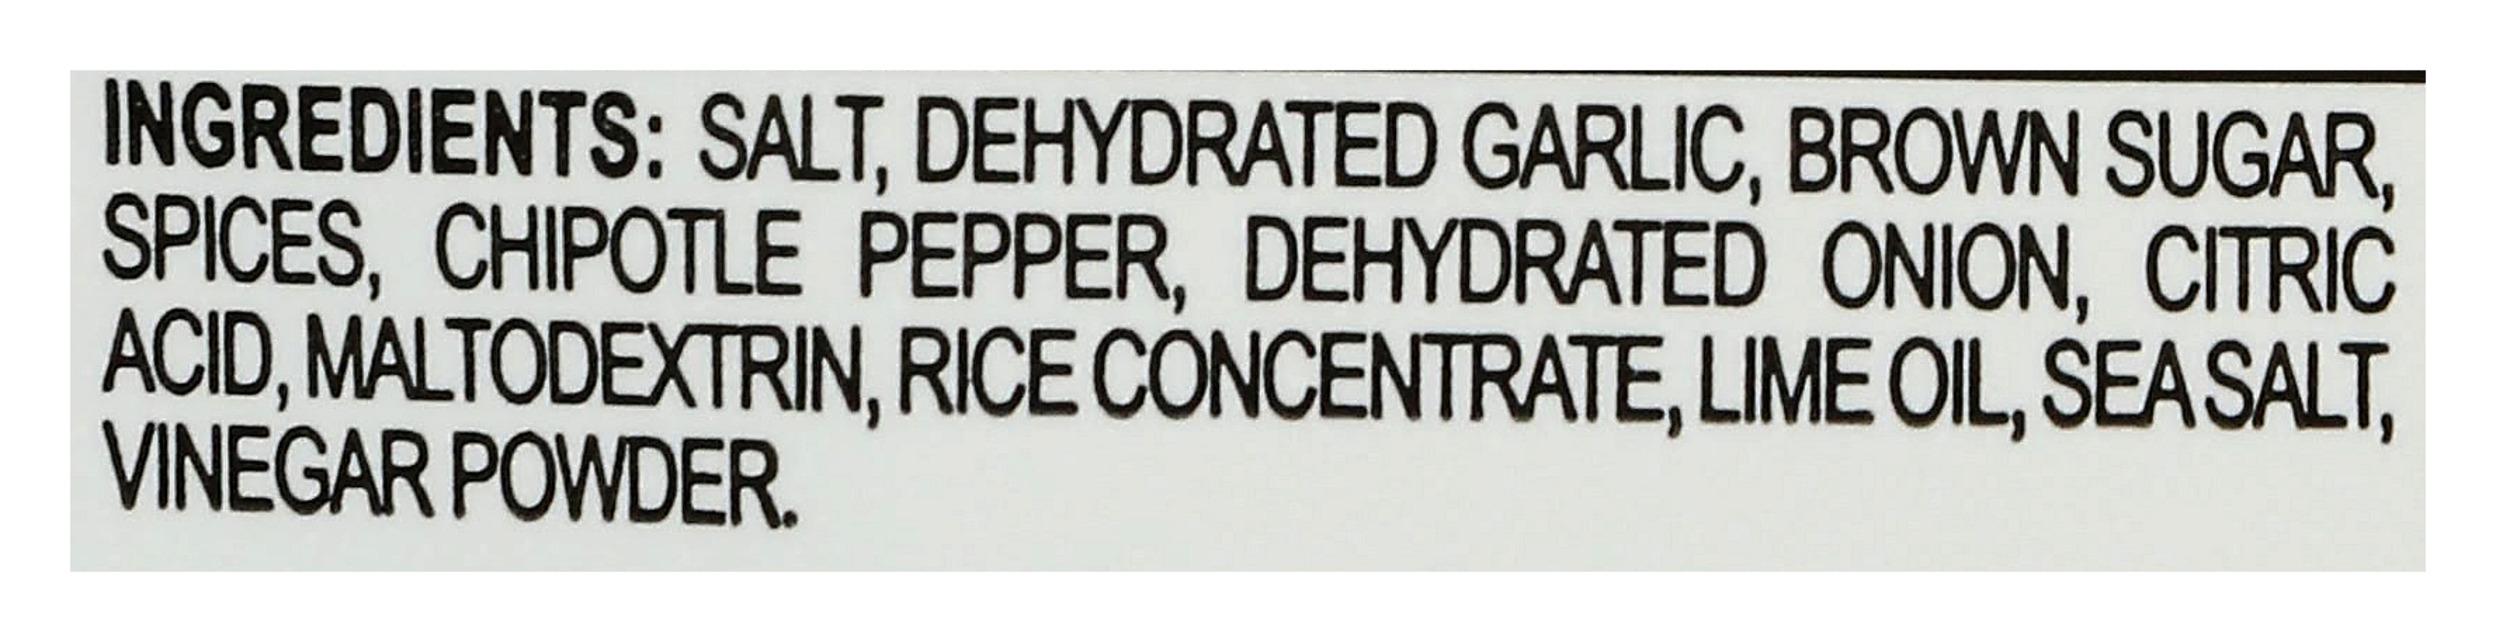 INGREDIENTS: SALT, DEHYDRATED GARLIC, BROWN SUGAR,
SPICES, CHIPOTLE PEPPER, DEHYDRATED ONION, CITRIC
ACID, MALTODEXTRIN, RICE CONCENTRATE, LIME OIL, SEA SALT,
VINEGAR POWDER.